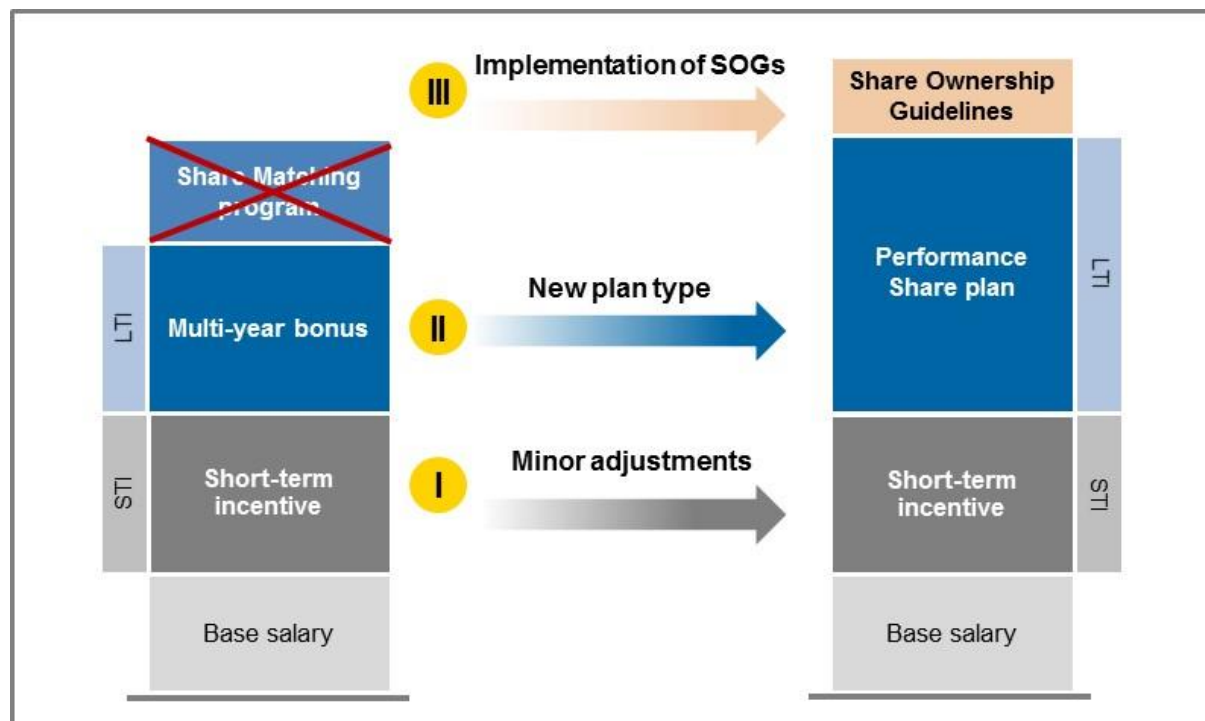 Implementation of SOGs
III
Share Ownership
Guidelines
Share Matching
program
LTI
Multi-year bonus
New plan type
II
Performance
Share plan
LTI
STI
Short-term
incentive
Minor adjustments
I
Short-term
incentive
STI
Base salary
Base salary